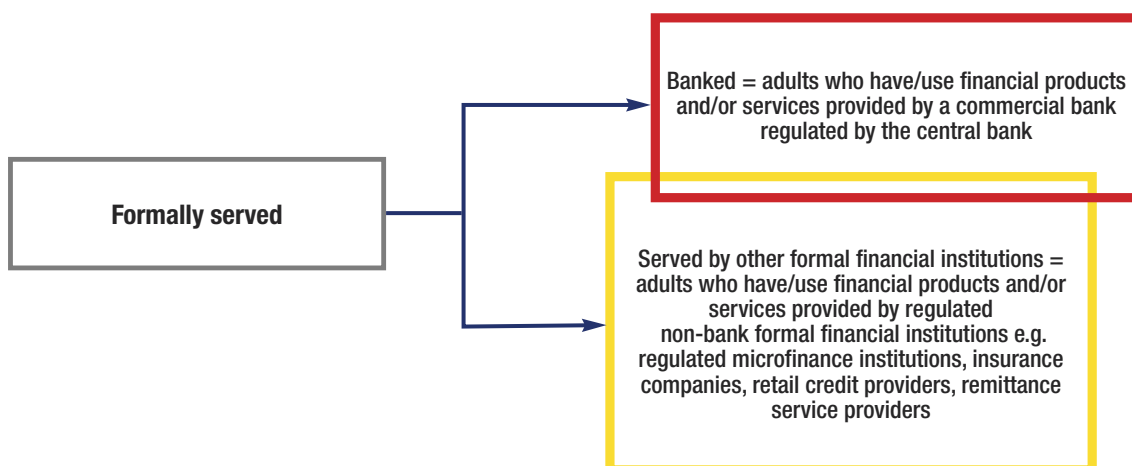 Banked = adults who have/use financial products
and/or services provided by a commercial bank
regulated by the central bank
Formally served
Served by other formal financial institutions =
adults who have/use financial products and/or
services provided by regulated
non-bank formal financial institutions e.g.
regulated microfinance institutions, insurance
companies, retail credit providers, remittance
service providers